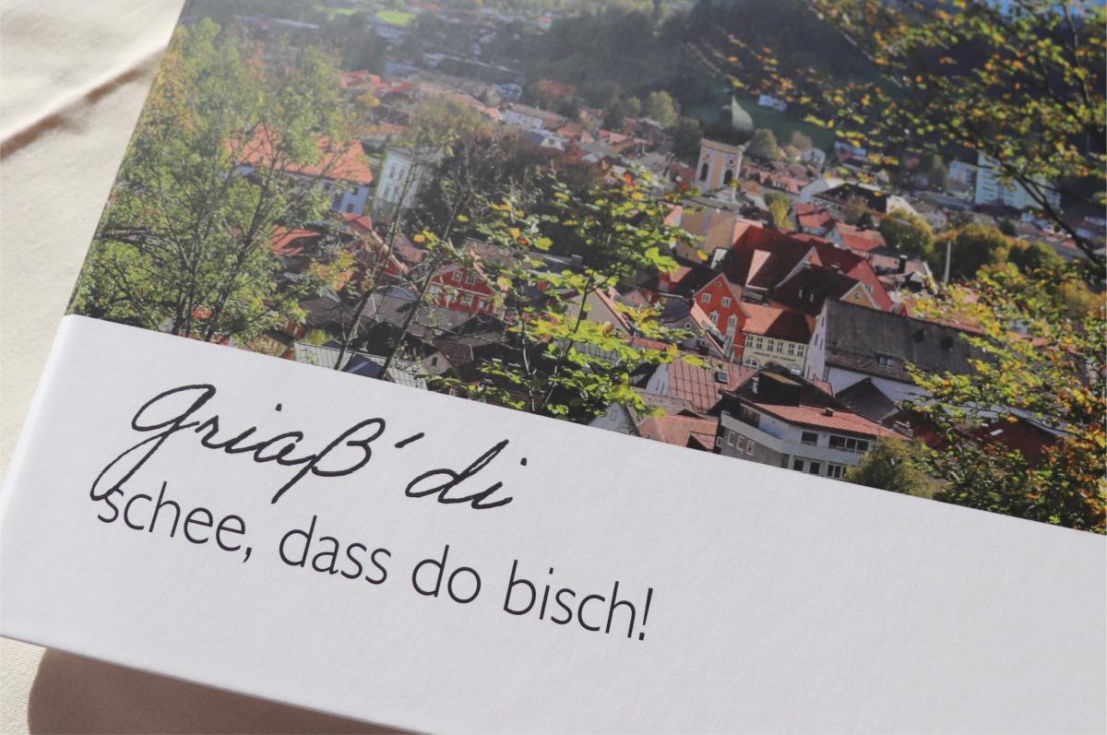 Griaß' di
schee, dass do bisch!